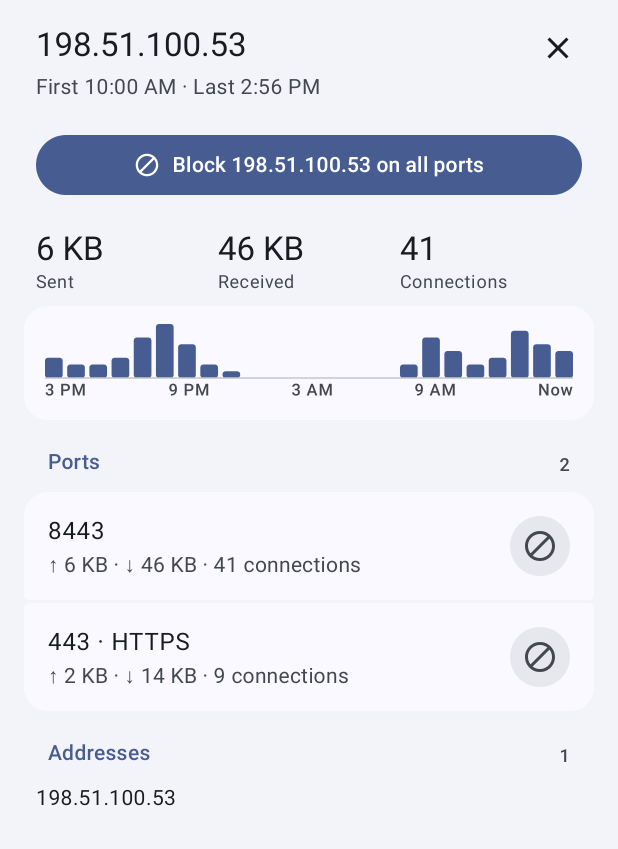 198.51.100.53
First 10:00 AM · Last 2:56 PM
Block 198.51.100.53 on all ports
6 KB
Sent
46 KB
Received
41
Connections
3 PM 9 PM 3 AM 9 AM Now
Ports 2
8443
↑ 6 KB · ↓ 46 KB · 41 connections
443 · HTTPS
↑ 2 KB · ↓ 14 KB · 9 connections
Addresses 1
198.51.100.53